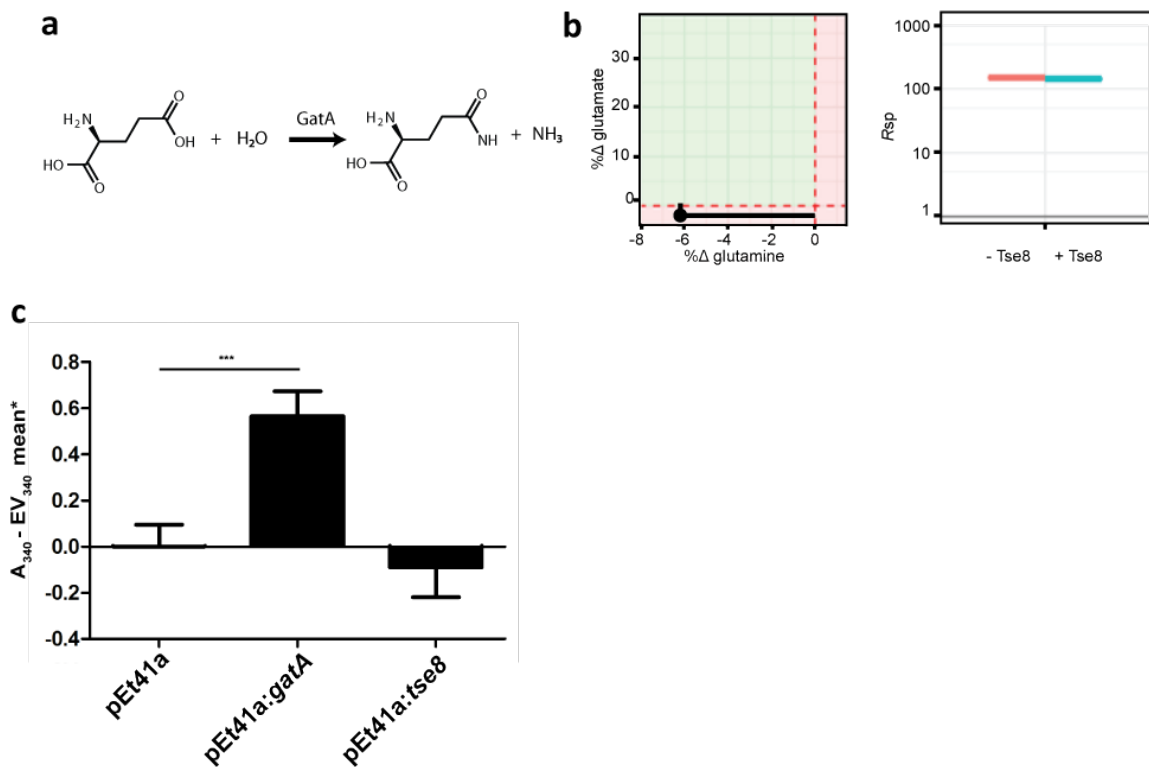 a
H₂N
O
OH
HO
O
+ H₂O
GatA
H₂N
O
NH
HO
O
+ NH₃
b
%Δ glutamate
30
20
10
0
-8 -6 -4 -2 0
%Δ glutamine
Rsp
1000
100
10
1
- Tse8 + Tse8
c
A₃₄₀ - EV₃₄₀ mean*
0.8
0.6
0.4
0.2
0.0
-0.2
-0.4
***
pEt41a
pEt41a:gatA
pEt41a:tse8